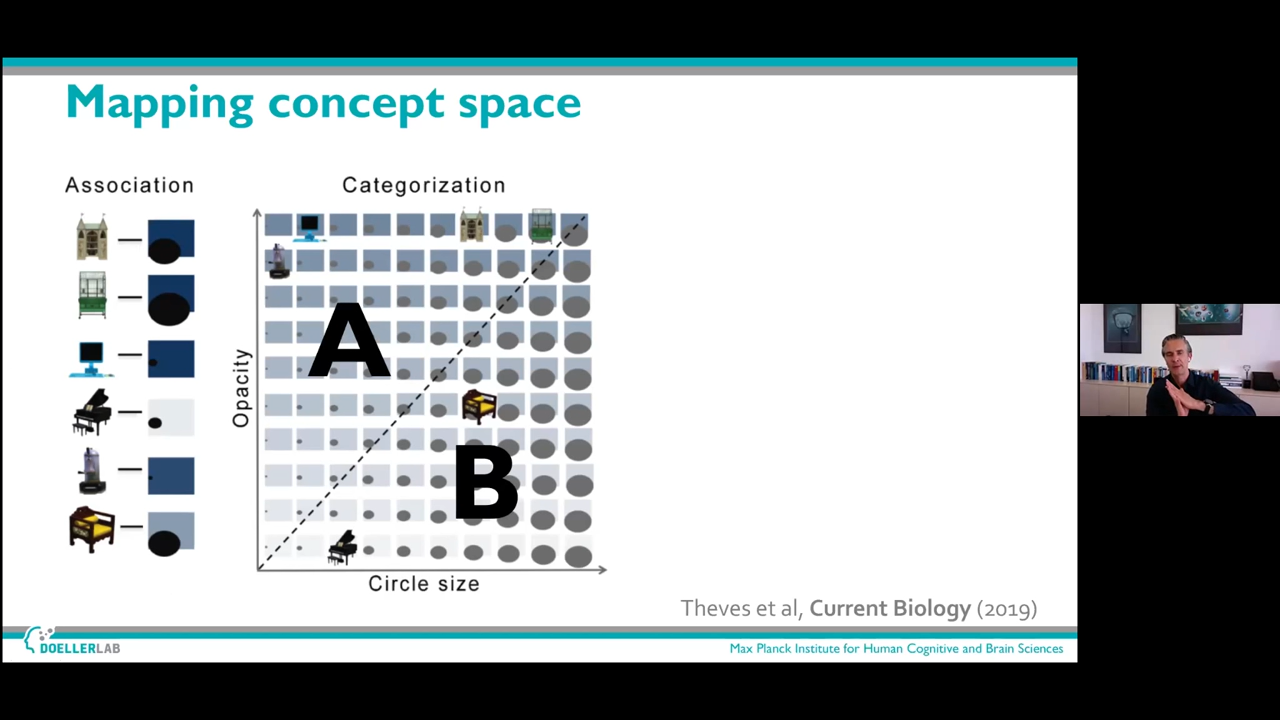 Mapping concept space
Association
Categorization
Opacity
A
B
Circle size
Theves et al, Current Biology (2019)
DOELLERLAB
Max Planck Institute for Human Cognitive and Brain Sciences